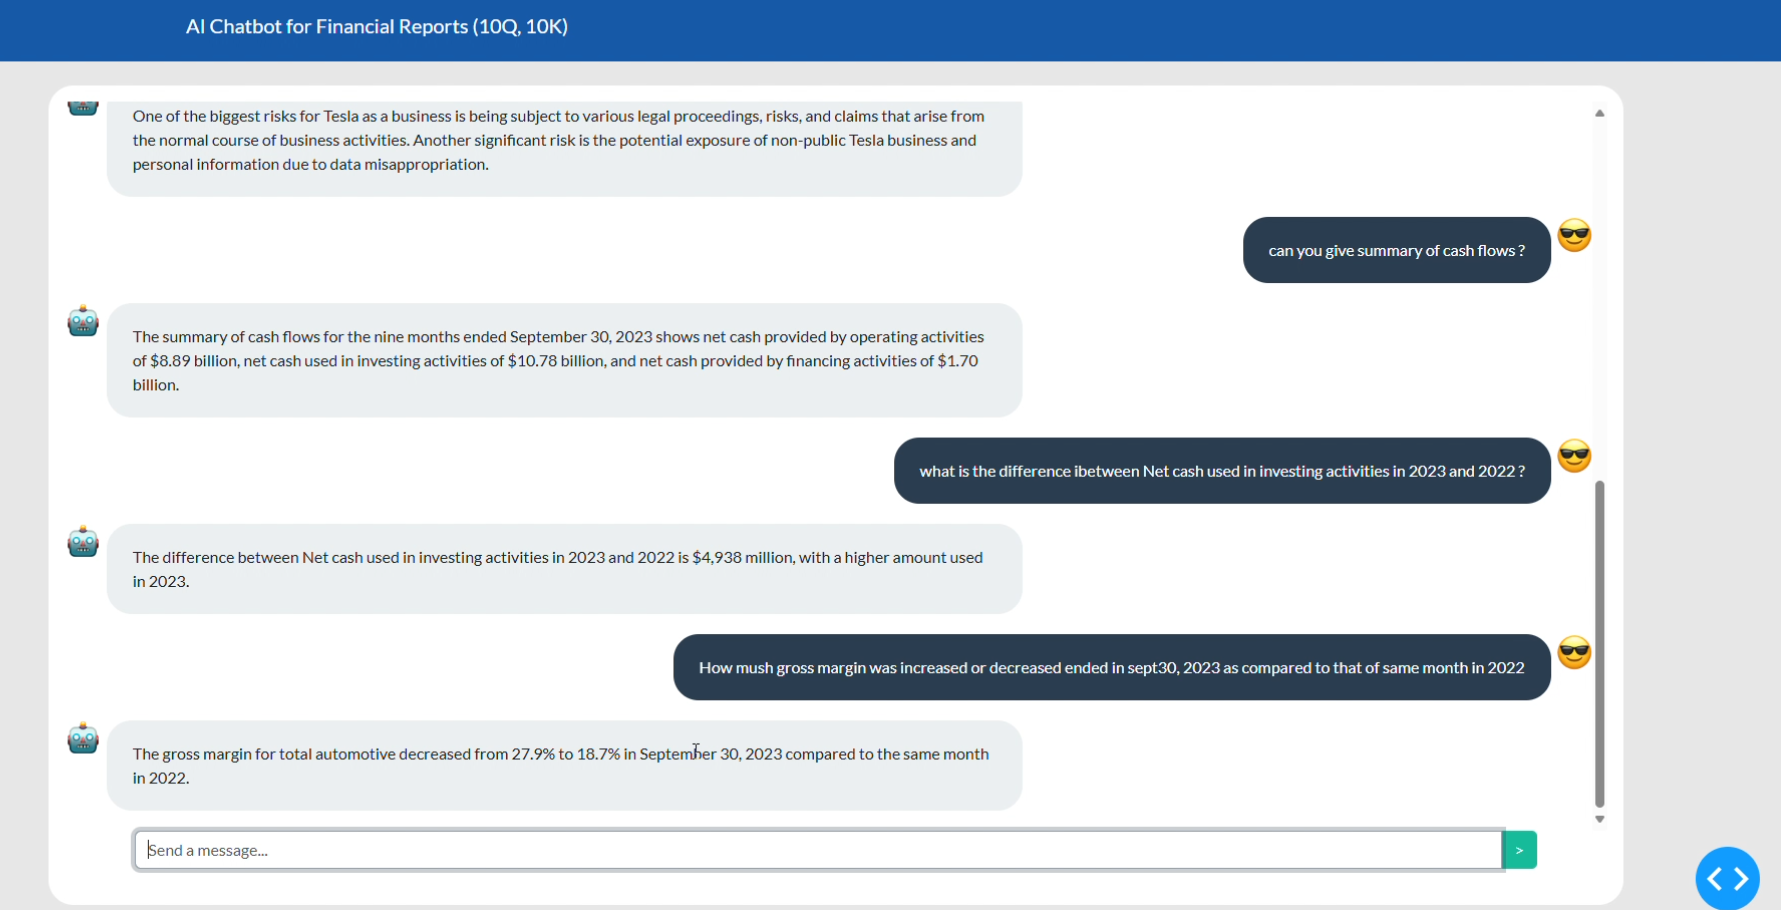 AI Chatbot for Financial Reports (10Q, 10K)
One of the biggest risks for Tesla as a business is being subject to various legal proceedings, risks, and claims that arise from
the normal course of business activities. Another significant risk is the potential exposure of non-public Tesla business and
personal information due to data misappropriation.
can you give summary of cash flows ?
The summary of cash flows for the nine months ended September 30, 2023 shows net cash provided by operating activities
of $8.89 billion, net cash used in investing activities of $10.78 billion, and net cash provided by financing activities of $1.70
billion.
what is the difference ibetween Net cash used in investing activities in 2023 and 2022 ?
The difference between Net cash used in investing activities in 2023 and 2022 is $4,938 million, with a higher amount used
in 2023.
How mush gross margin was increased or decreased ended in sept30, 2023 as compared to that of same month in 2022
The gross margin for total automotive decreased from 27.9% to 18.7% in September 30, 2023 compared to the same month
in 2022.
Send a message...
>